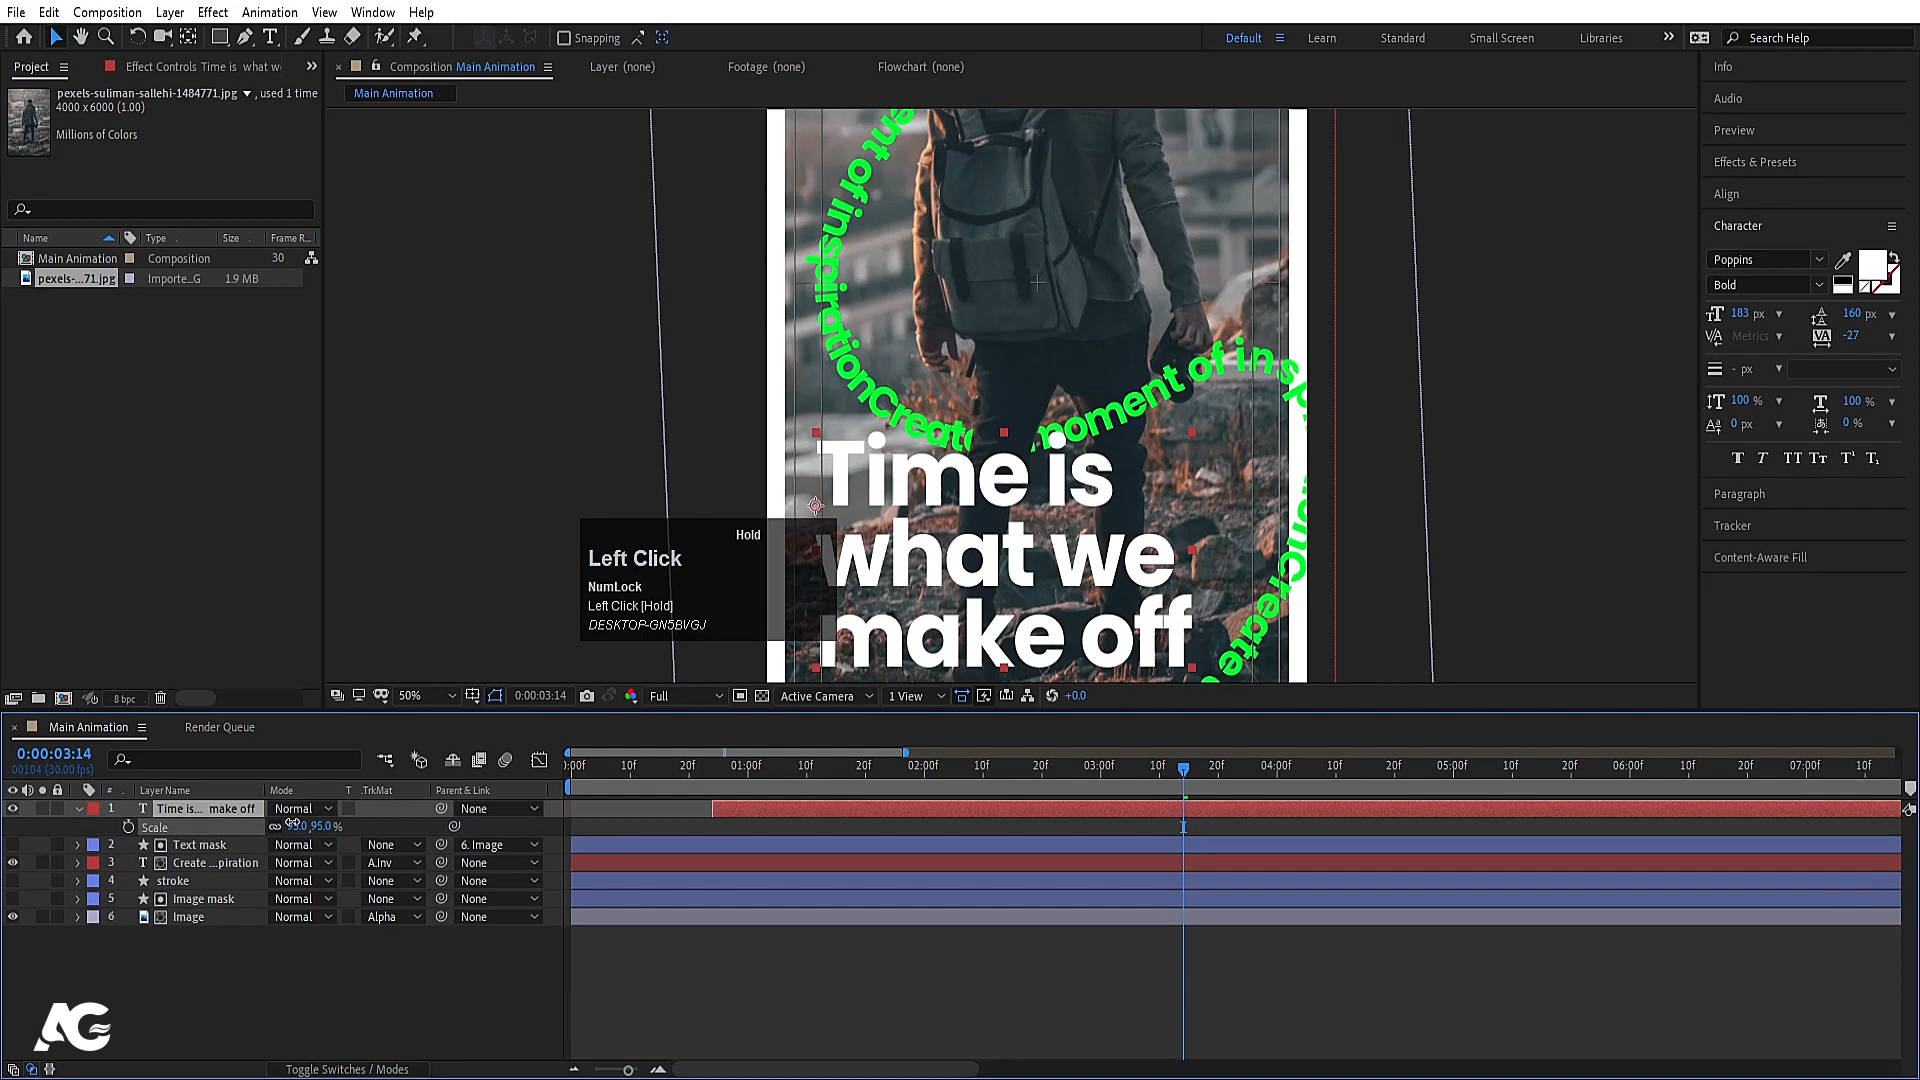 File Edit Composition Layer Effect Animation View Window Help
Snapping
Default Learn Standard Small Screen Libraries Search Help
Project Effect Controls Time is what w
Composition Main Animation Layer (none) Footage (none) Flowchart (none)
Main Animation
pexels-suliman-sallehi-1484771.jpg , used 1 time
4000 x 6000 (1.00)
Millions of Colors
Name Type Size Frame R...
Main Animation Composition 30
pexels-...71.jpg Importe...G 1.9 MB
8 bpc
ent of inspirationCreate
moment of insp
Create
Time is
what we
make off
Hold
Left Click
NumLock
Left Click [Hold]
DESKTOP-GN5BVGJ
50% 0:00:03:14 Full Active Camera 1 View +0.0
Info
Audio
Preview
Effects & Presets
Align
Character
Poppins
Bold
183 px 160 px
Metrics -27
- px
100 % 100 %
0 px 0 %
Paragraph
Tracker
Content-Aware Fill
Main Animation Render Queue
0:00:03:14
00104 (30.00 fps)
:00f 10f 20f 01:00f 10f 20f 02:00f 10f 20f 03:00f 10f 20f 04:00f 10f 20f 05:00f 10f 20f 06:00f 10f 20f 07:00f 10f
# Layer Name Mode T .TrkMat Parent & Link
1 T Time is... make off Normal None
Scale 95.0,95.0 %
2 Text mask Normal None 6. Image
3 T Create ...piration Normal A.Inv None
4 stroke Normal None None
5 Image mask Normal None None
6 Image Normal Alpha None
AG
Toggle Switches / Modes